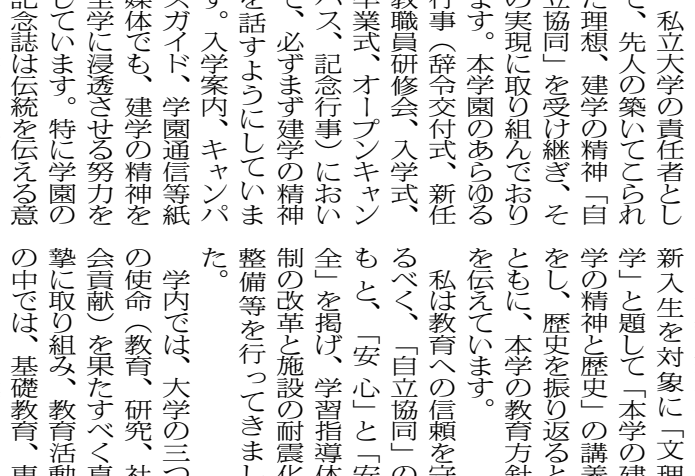 私立大学の責任者とし
て、先人の築いてこられ
た理想、建学の精神「自
立協同」を受け継ぎ、そ
の実現に取り組んでおり
ます。本学園のあらゆる
行事（辞令交付式、新任
教職員研修会、入学式、
卒業式、オープンキャン
パス、記念行事）におい
て、必ずまず建学の精神
を話すようにしていま
す。入学案内、キャンパ
スガイド、学園通信等紙
媒体でも、建学の精神を
全学に浸透させる努力を
しています。特に学園の
記念誌は伝統を伝える意
新入生を対象に「文理
学」と題して「本学の建
学の精神と歴史」の講義
をし、歴史を振り返ると
ともに、本学の教育方針
を伝えています。
私は教育への信頼を守
るべく、「自立協同」の
もと、「安心」と「安
全」を掲げ、学習指導体
制の改革と施設の耐震化
整備等を行ってきまし
た。
学内では、大学の三つ
の使命（教育、研究、社
会貢献）を果たすべく真
摯に取り組み、教育活動
の中では、基礎教育、専